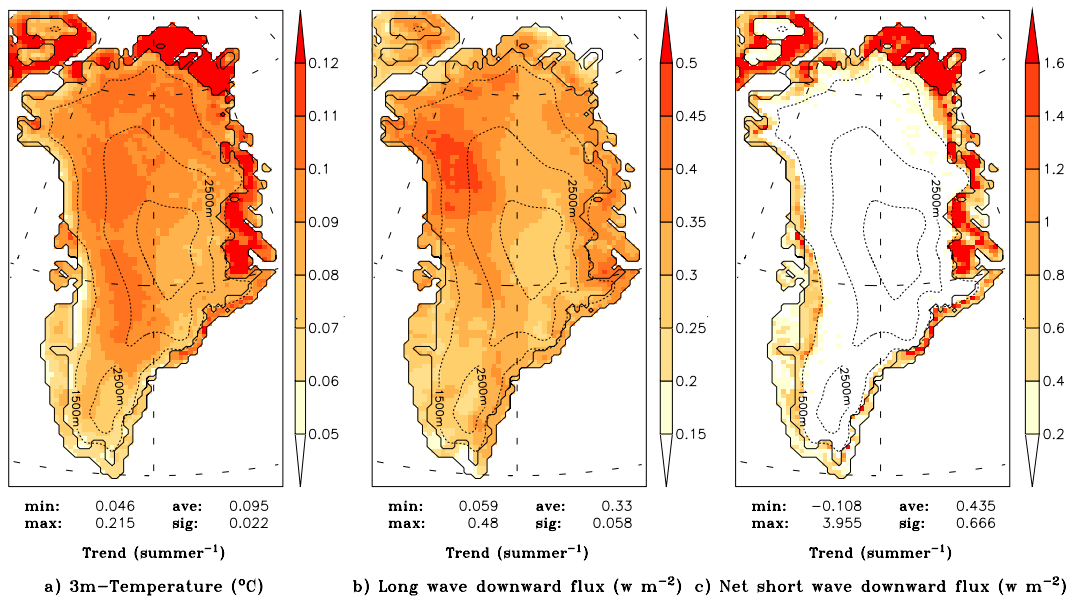 0.12
0.11
0.1
0.09
0.08
0.07
0.06
0.05
2500m
2500m
1500m
min: 0.046 ave: 0.095
max: 0.215 sig: 0.022
Trend (summer⁻¹)
a) 3m−Temperature (°C)
0.5
0.45
0.4
0.35
0.3
0.25
0.2
0.15
2500m
2500m
1500m
min: 0.059 ave: 0.33
max: 0.48 sig: 0.058
Trend (summer⁻¹)
b) Long wave downward flux (w m⁻²)
1.6
1.4
1.2
1
0.8
0.6
0.4
0.2
2500m
2500m
1500m
min: −0.108 ave: 0.435
max: 3.955 sig: 0.666
Trend (summer⁻¹)
c) Net short wave downward flux (w m⁻²)